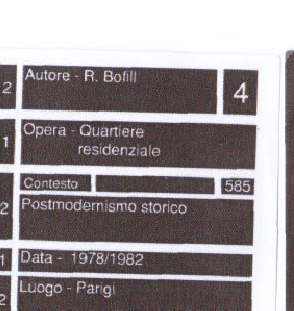 2 Autore - R. Bofill 4
1 Opera - Quartiere
residenziale
Contesto 585
2 Postmodernismo storico
1 Data - 1978/1982
2 Luogo - Parigi